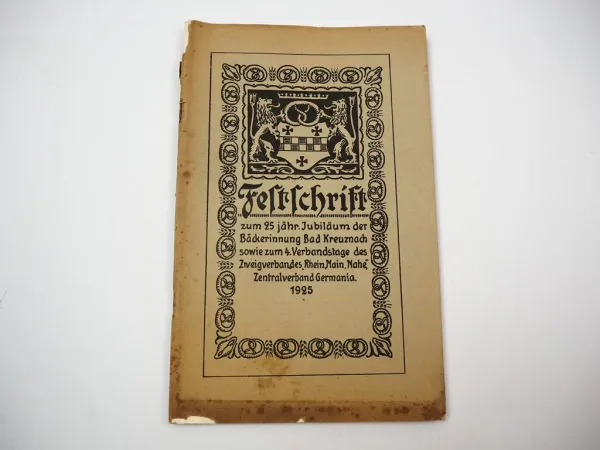 Festschrift
zum 25 jähr. Jubiläum der
Bäckerinnung Bad Kreuznach
sowie zum 4. Verbandstage des
Zweigverbandes „Rhein, Main, Nahe“
Zentralverband Germania.
1925